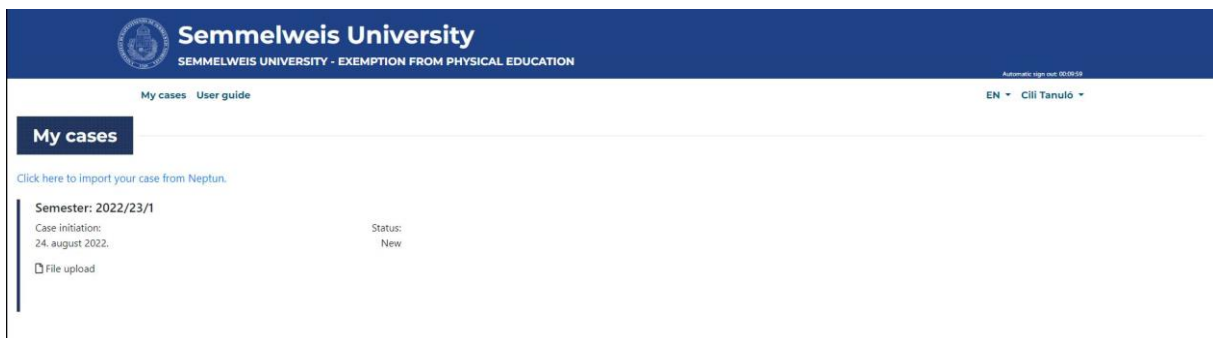 Semmelweis University
SEMMELWEIS UNIVERSITY - EXEMPTION FROM PHYSICAL EDUCATION
Automatic sign out: 00:09:59
My cases User guide
EN Cili Tanuló
My cases
Click here to import your case from Neptun.
Semester: 2022/23/1
Case initiation: Status:
24. august 2022. New
File upload